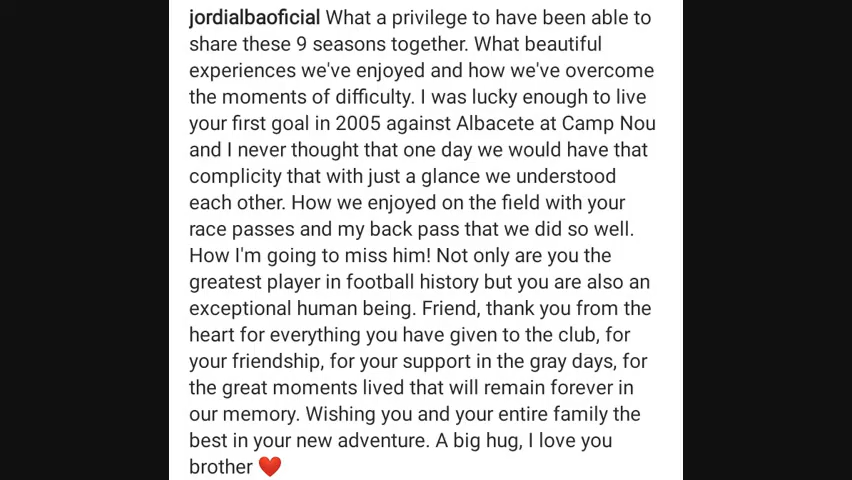 jordialbaoficial What a privilege to have been able to
share these 9 seasons together. What beautiful
experiences we've enjoyed and how we've overcome
the moments of difficulty. I was lucky enough to live
your first goal in 2005 against Albacete at Camp Nou
and I never thought that one day we would have that
complicity that with just a glance we understood
each other. How we enjoyed on the field with your
race passes and my back pass that we did so well.
How I'm going to miss him! Not only are you the
greatest player in football history but you are also an
exceptional human being. Friend, thank you from the
heart for everything you have given to the club, for
your friendship, for your support in the gray days, for
the great moments lived that will remain forever in
our memory. Wishing you and your entire family the
best in your new adventure. A big hug, I love you
brother ❤️